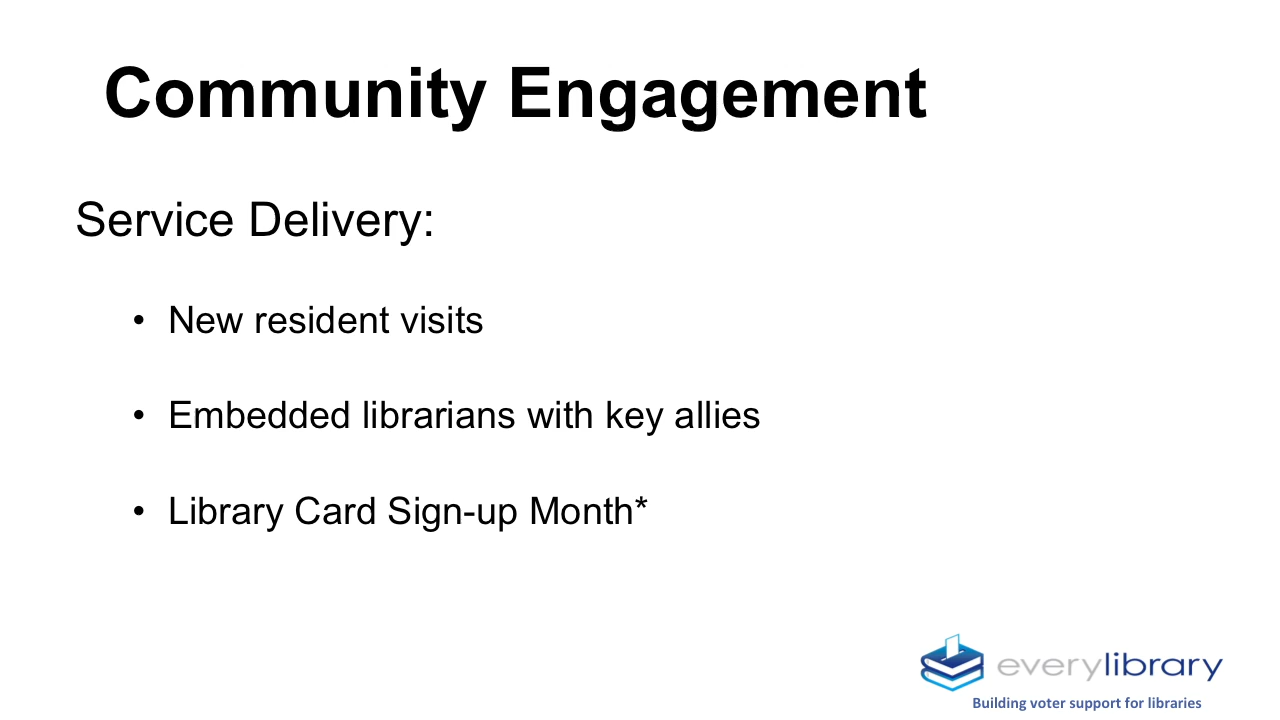 Community Engagement
Service Delivery:
• New resident visits
• Embedded librarians with key allies
• Library Card Sign-up Month*
everylibrary
Building voter support for libraries